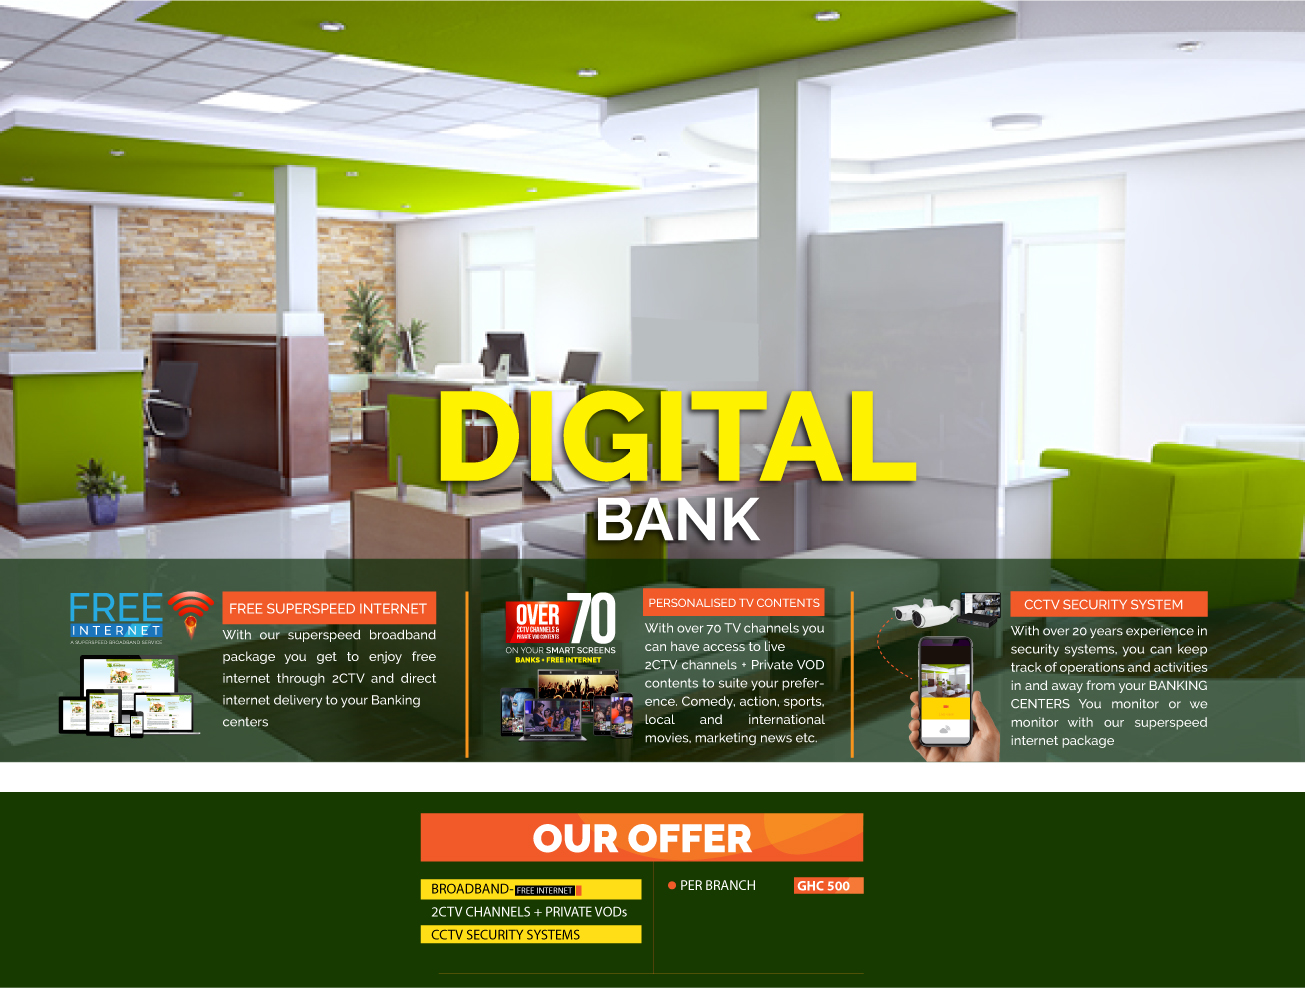 DIGITAL
BANK
FREE
INTERNET
A SUPERSPEED BROADBAND SERVICE
FREE SUPERSPEED INTERNET
With our superspeed broadband
package you get to enjoy free
internet through 2CTV and direct
internet delivery to your Banking
centers
OVER 70
2CTV CHANNELS &
PRIVATE VOD CONTENTS
ON YOUR SMART SCREENS
BANKS + FREE INTERNET
PERSONALISED TV CONTENTS
With over 70 TV channels you
can have access to live
2CTV channels + Private VOD
contents to suite your prefer-
ence. Comedy, action, sports,
local and international
movies, marketing news etc.
CCTV SECURITY SYSTEM
With over 20 years experience in
security systems, you can keep
track of operations and activities
in and away from your BANKING
CENTERS You monitor or we
monitor with our superspeed
internet package
OUR OFFER
BROADBAND-FREE INTERNET
2CTV CHANNELS + PRIVATE VODs
CCTV SECURITY SYSTEMS
PER BRANCH GHC 500